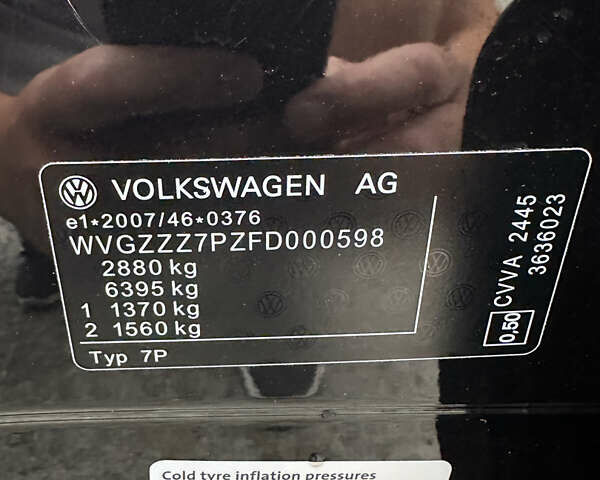 VOLKSWAGEN AG
e1*2007/46*0376
WVGZZZ7PZFD000598
2880 kg
6395 kg
1 1370 kg
2 1560 kg
Typ 7P
0,50 CVVA 2445
3636023
Cold tyre inflation pressures